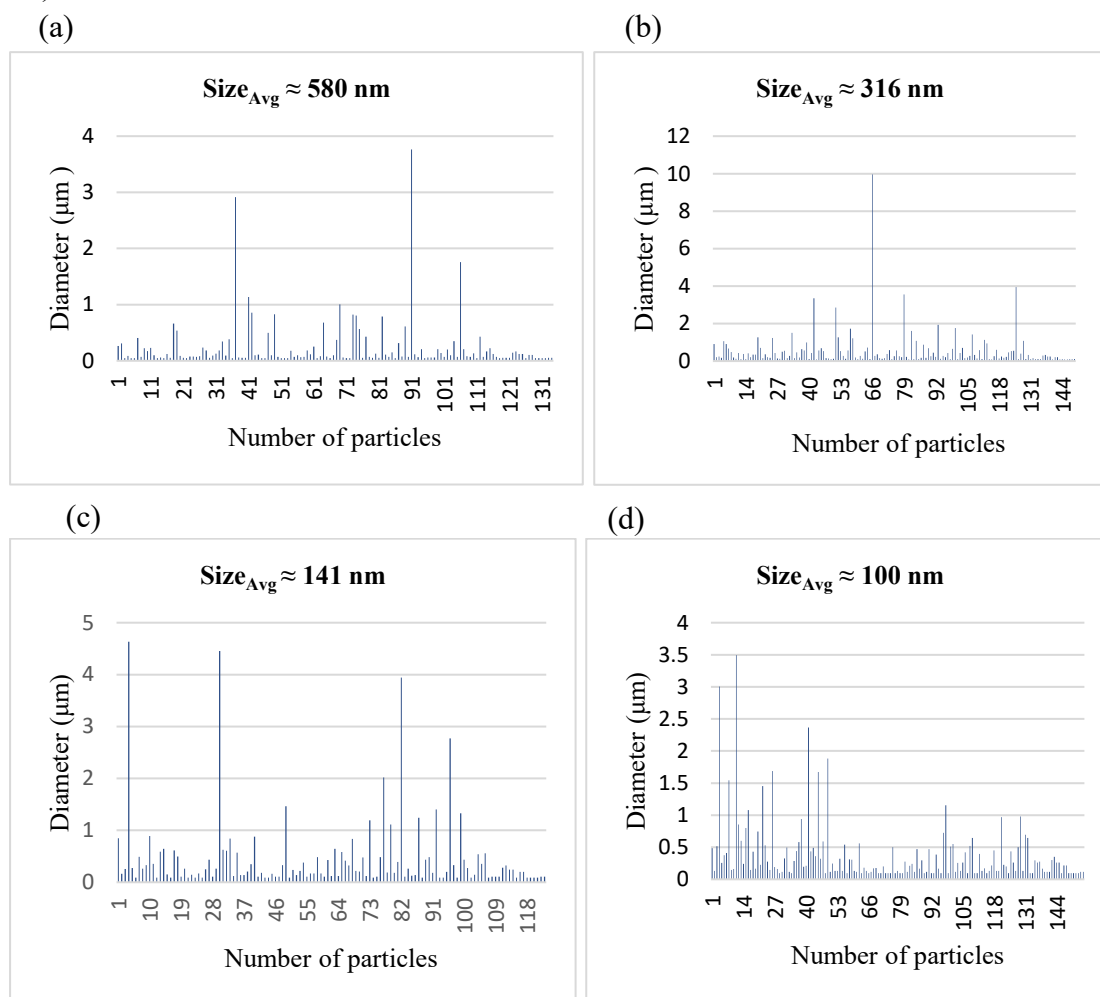 (a)
Size_Avg ≈ 580 nm
Diameter (µm )
4
3
2
1
0
1 11 21 31 41 51 61 71 81 91 101 111 121 131
Number of particles
(b)
Size_Avg ≈ 316 nm
Diameter (µm )
12
10
8
6
4
2
0
1 14 27 40 53 66 79 92 105 118 131 144
Number of particles
(c)
Size_Avg ≈ 141 nm
Diameter (µm)
5
4
3
2
1
0
1 10 19 28 37 46 55 64 73 82 91 100 109 118
Number of particles
(d)
Size_Avg ≈ 100 nm
Diameter (µm)
4
3.5
3
2.5
2
1.5
1
0.5
0
1 14 27 40 53 66 79 92 105 118 131 144
Number of particles